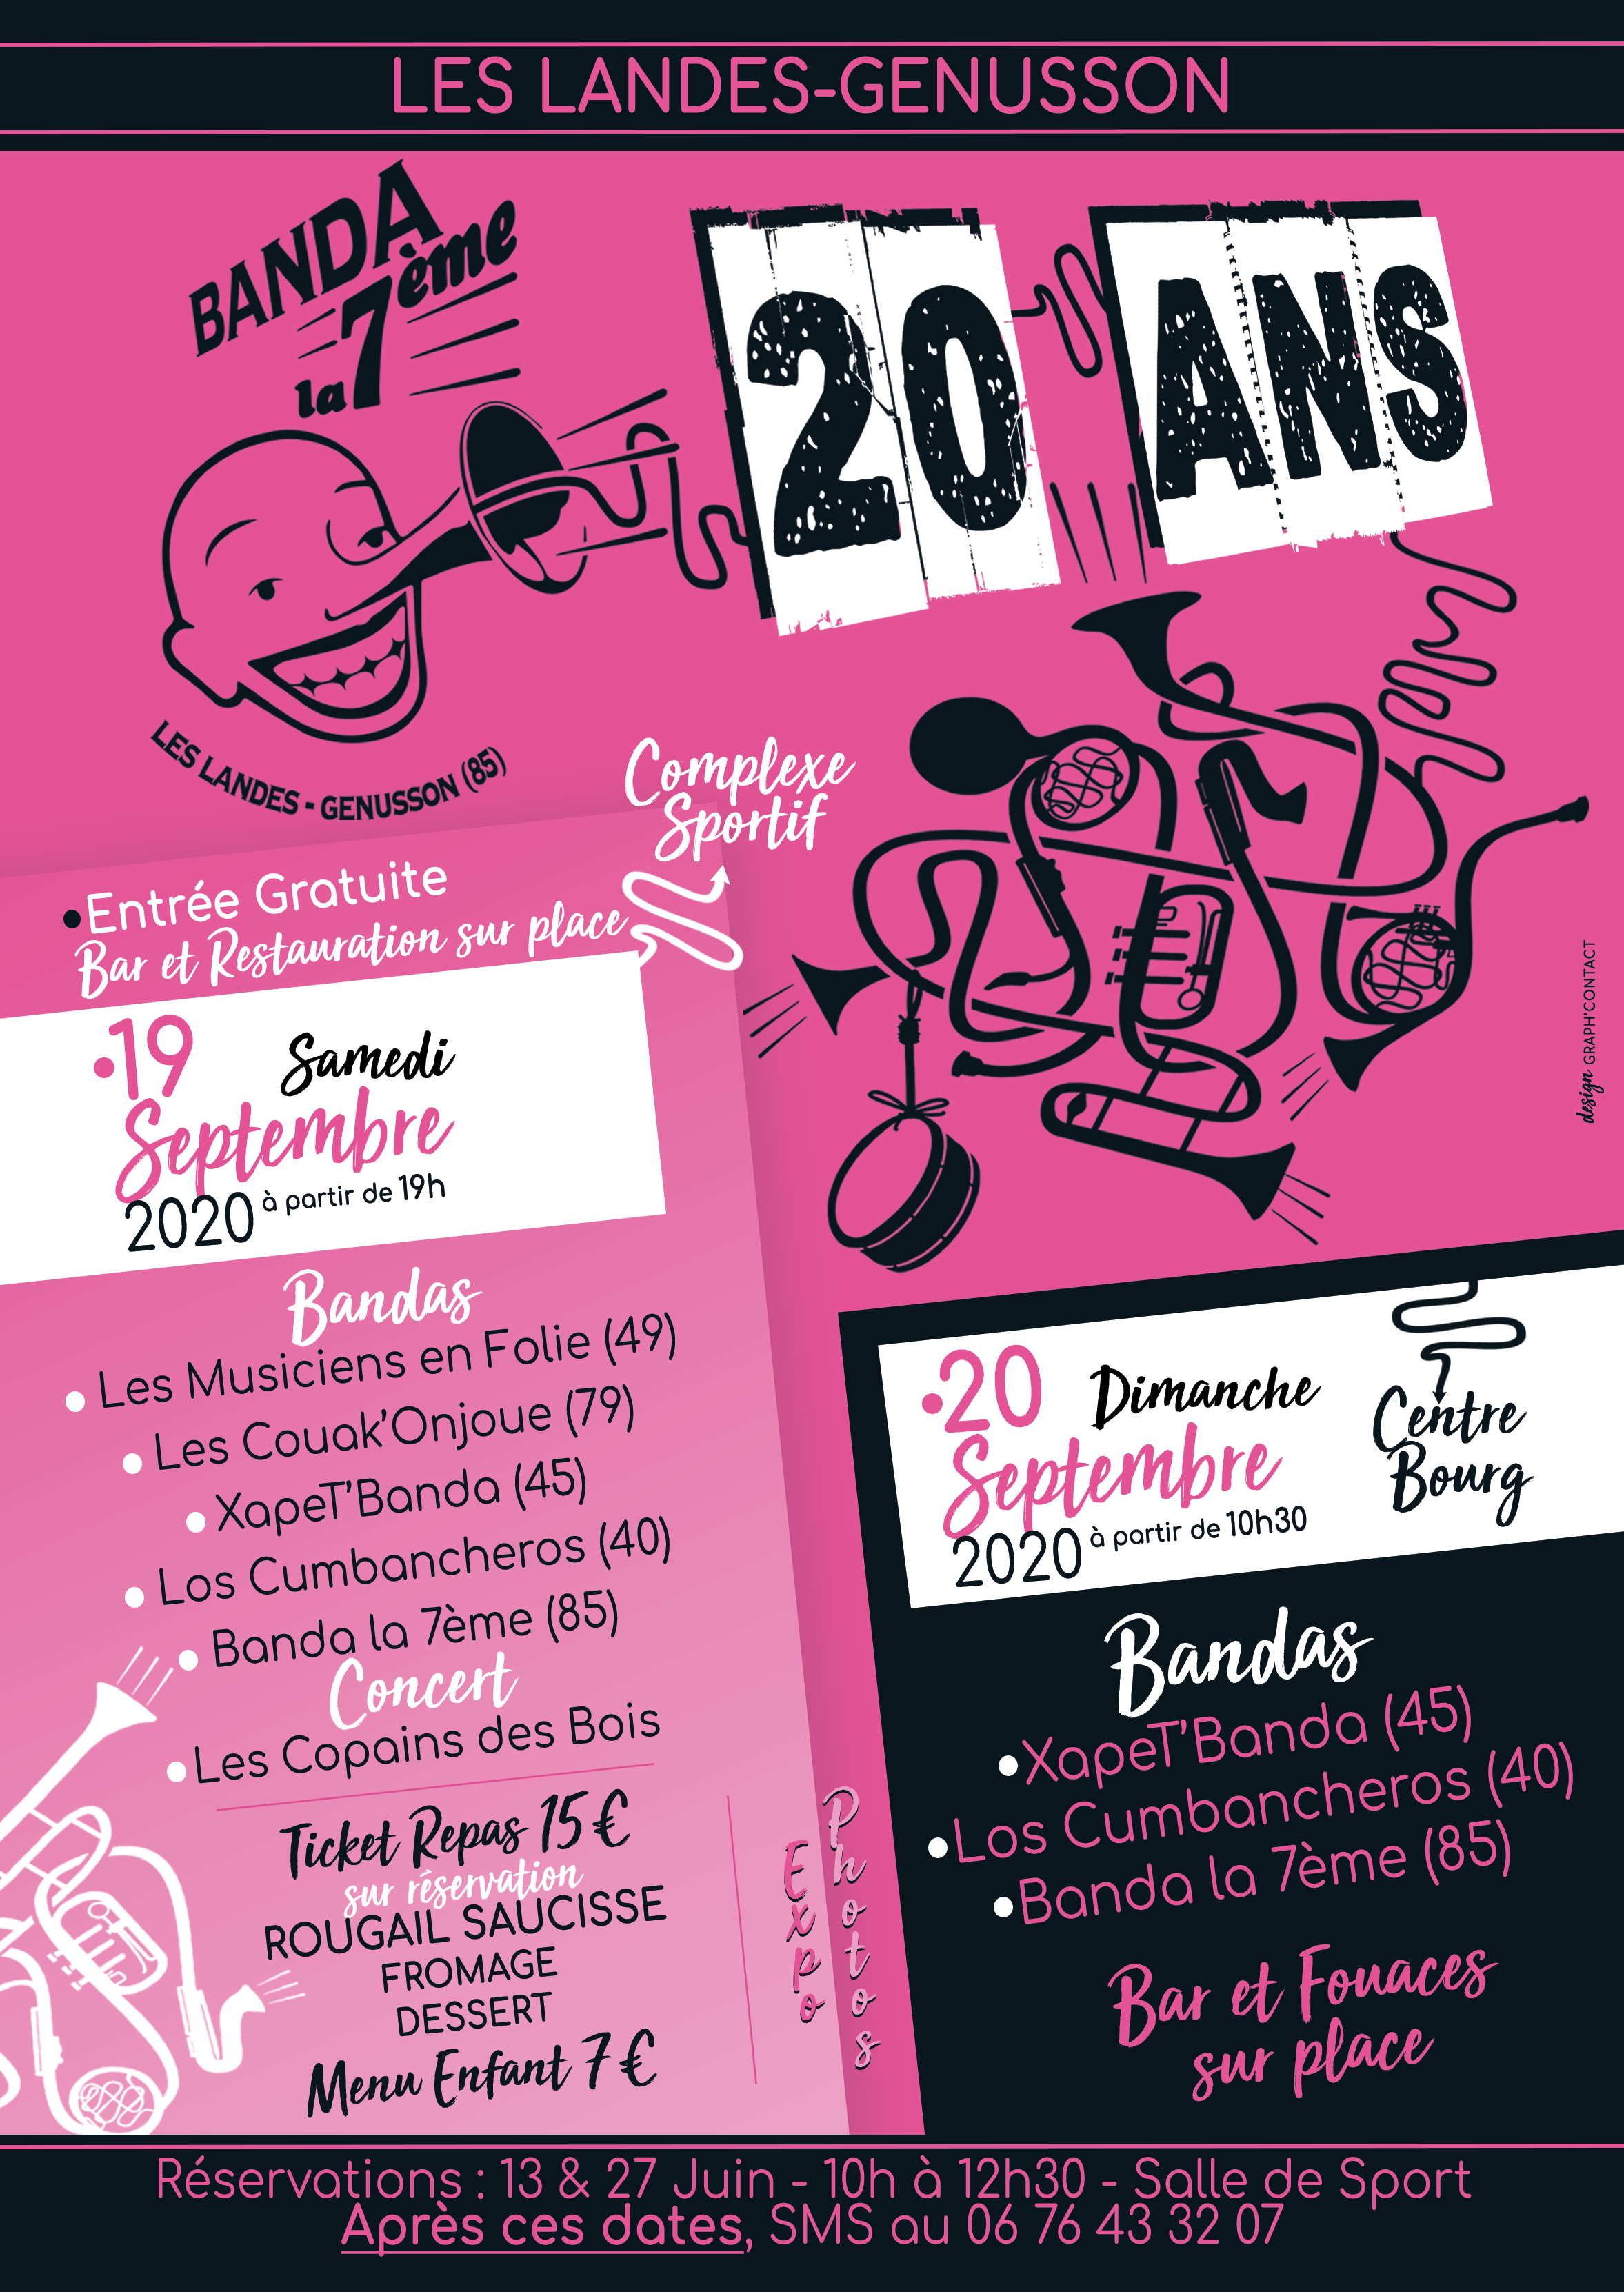 LES LANDES-GENUSSON
BANDA
la 7ème
20 ANS
LES LANDES - GENUSSON (85)
Complexe
Sportif
•Entrée Gratuite
Bar et Restauration sur place
•19 Samedi
Septembre
2020 à partir de 19h
Bandas
• Les Musiciens en Folie (49)
• Les Couak'Onjoue (79)
• XapeT'Banda (45)
• Los Cumbancheros (40)
• Banda la 7ème (85)
Concert
• Les Copains des Bois
Ticket Repas 15€
sur réservation
ROUGAIL SAUCISSE
FROMAGE
DESSERT
Menu Enfant 7€
Expo
Photos
design GRAPH'CONTACT
•20 Dimanche
Septembre
2020 à partir de 10h30
Centre
Bourg
Bandas
•XapeT'Banda (45)
•Los Cumbancheros (40)
•Banda la 7ème (85)
Bar et Fouaces
sur place
Réservations : 13 & 27 Juin - 10h à 12h30 - Salle de Sport
Après ces dates, SMS au 06 76 43 32 07